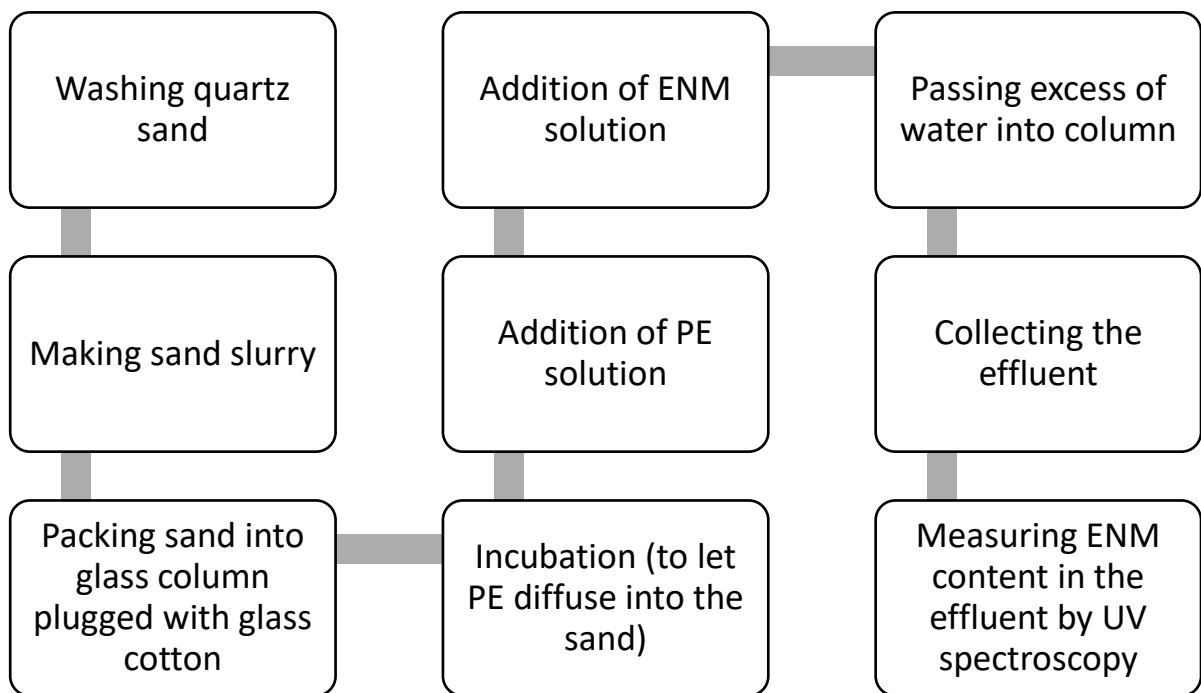 Washing quartz
sand
Making sand slurry
Packing sand into
glass column
plugged with glass
cotton
Incubation (to let
PE diffuse into the
sand)
Addition of PE
solution
Addition of ENM
solution
Passing excess of
water into column
Collecting the
effluent
Measuring ENM
content in the
effluent by UV
spectroscopy